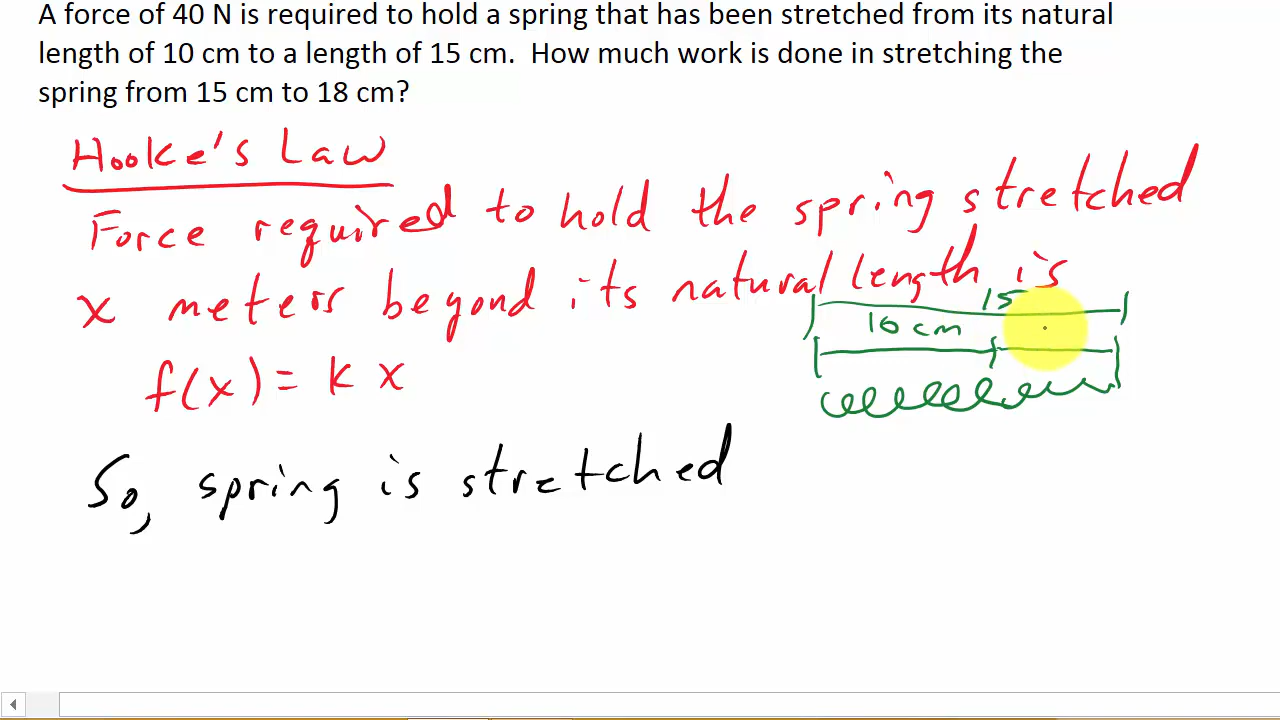 A force of 40 N is required to hold a spring that has been stretched from its natural
length of 10 cm to a length of 15 cm.  How much work is done in stretching the
spring from 15 cm to 18 cm?
Hooke's Law
Force required to hold the spring stretched
x meters beyond its natural length is
15
10 cm
f(x) = k x
So, spring is stretched